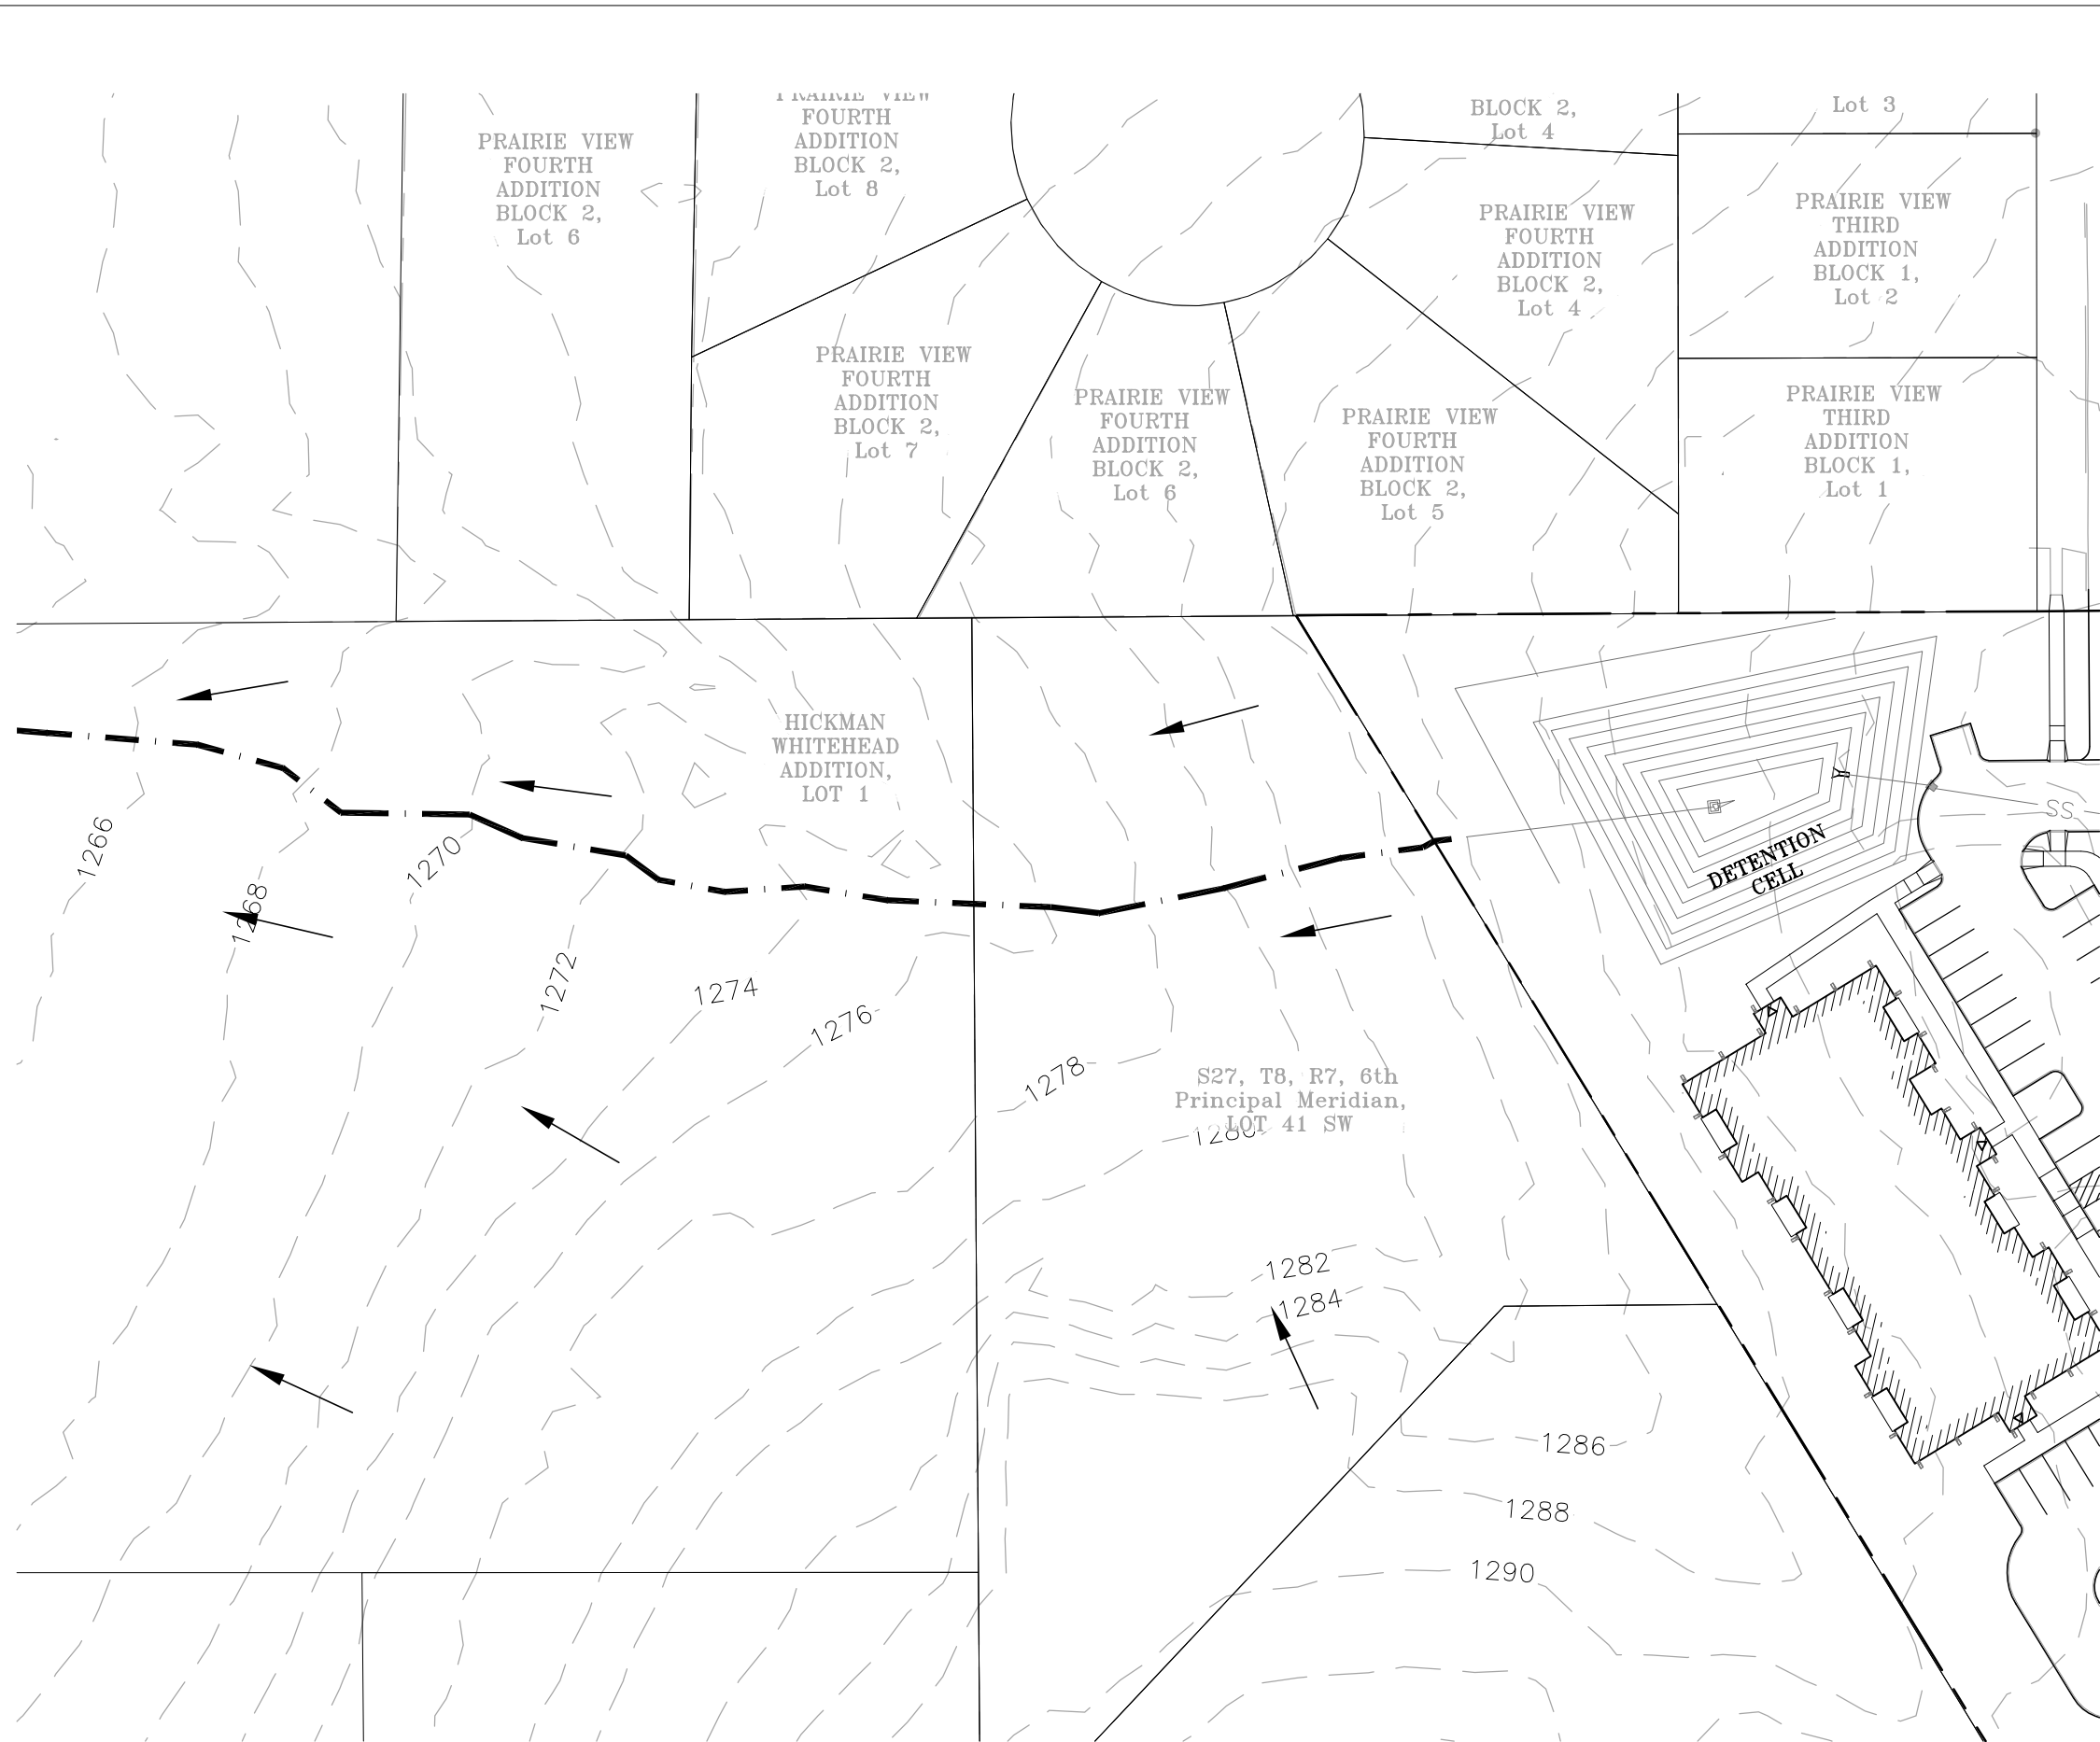 PRAIRIE VIEW
FOURTH
ADDITION
BLOCK 2,
Lot 6
PRAIRIE VIEW
FOURTH
ADDITION
BLOCK 2,
Lot 8
BLOCK 2,
Lot 4
Lot 3
PRAIRIE VIEW
FOURTH
ADDITION
BLOCK 2,
Lot 4
PRAIRIE VIEW
THIRD
ADDITION
BLOCK 1,
Lot 2
PRAIRIE VIEW
FOURTH
ADDITION
BLOCK 2,
Lot 7
PRAIRIE VIEW
FOURTH
ADDITION
BLOCK 2,
Lot 6
PRAIRIE VIEW
FOURTH
ADDITION
BLOCK 2,
Lot 5
PRAIRIE VIEW
THIRD
ADDITION
BLOCK 1,
Lot 1
HICKMAN
WHITEHEAD
ADDITION,
LOT 1
SS
DETENTION
CELL
1266
1268
1270
1272
1274
1276
1278
S27, T8, R7, 6th
Principal Meridian,
LOT 41 SW
1280
1282
1284
1286
1288
1290